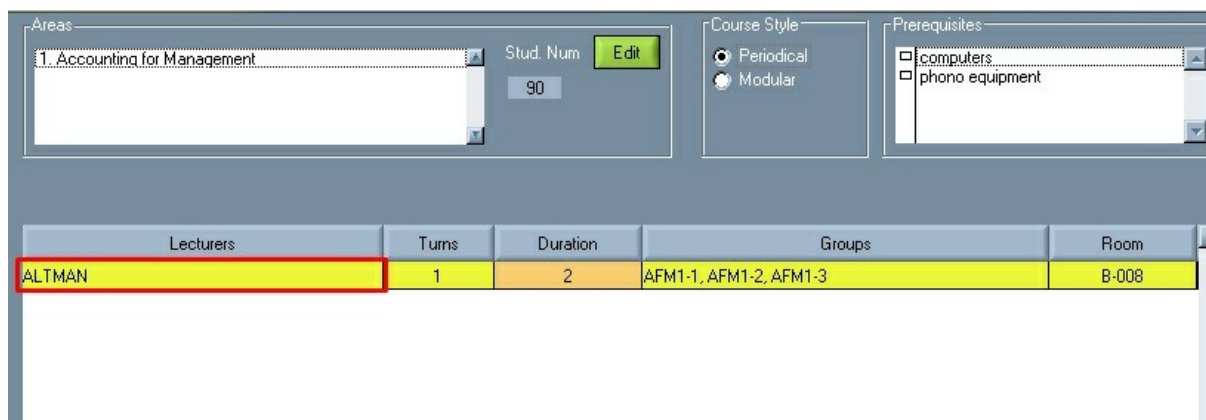 Areas
1. Accounting for Management
Stud. Num
Edit
90
Course Style
Periodical
Modular
Prerequisites
computers
phono equipment
Lecturers Turns Duration Groups Room
ALTMAN 1 2 AFM1-1, AFM1-2, AFM1-3 B-008